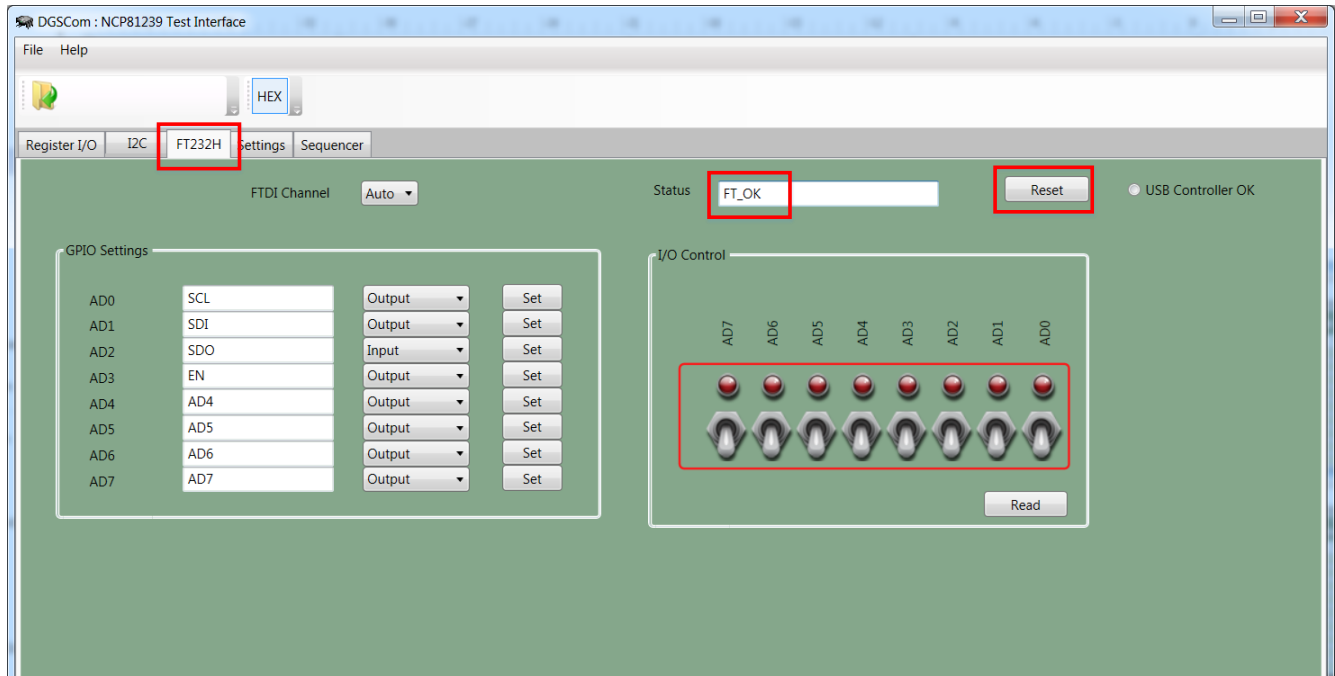 DGSCom : NCP81239 Test Interface
File Help
HEX
Register I/O I2C FT232H Settings Sequencer
FTDI Channel Auto Status FT_OK Reset USB Controller OK
GPIO Settings
AD0 SCL Output Set
AD1 SDI Output Set
AD2 SDO Input Set
AD3 EN Output Set
AD4 AD4 Output Set
AD5 AD5 Output Set
AD6 AD6 Output Set
AD7 AD7 Output Set
I/O Control
AD7 AD6 AD5 AD4 AD3 AD2 AD1 AD0
Read